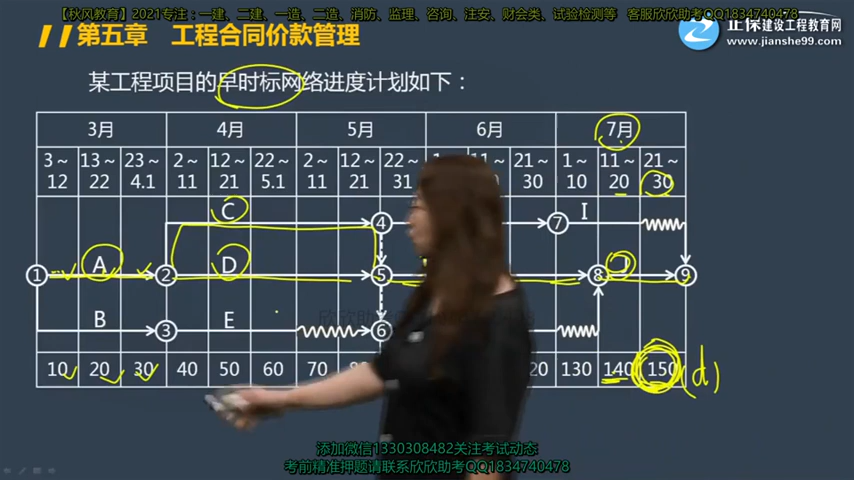 【秋风教育】2021专注：一建、二建、一造、二造、消防、监理、咨询、注安、财会类、试验检测等 客服欣欣助考QQ1834740478
第五章 工程合同价款管理
正保建设工程教育网
www.jianshe99.com
某工程项目的早时标网络进度计划如下：
3月 4月 5月 6月 7月
3～12 13～22 23～4.1 2～11 12～21 22～5.1 2～11 12～21 22～31 21～30 1～10 11～20 21～30
C ④ ⑦ I
① A ② D ⑤ ⑧ J ⑨
B ③ E ⑥
10 20 30 40 50 60 70 20 130 140 150 (d)
添加微信1330308482关注考试动态
考前精准押题请联系欣欣助考QQ1834740478